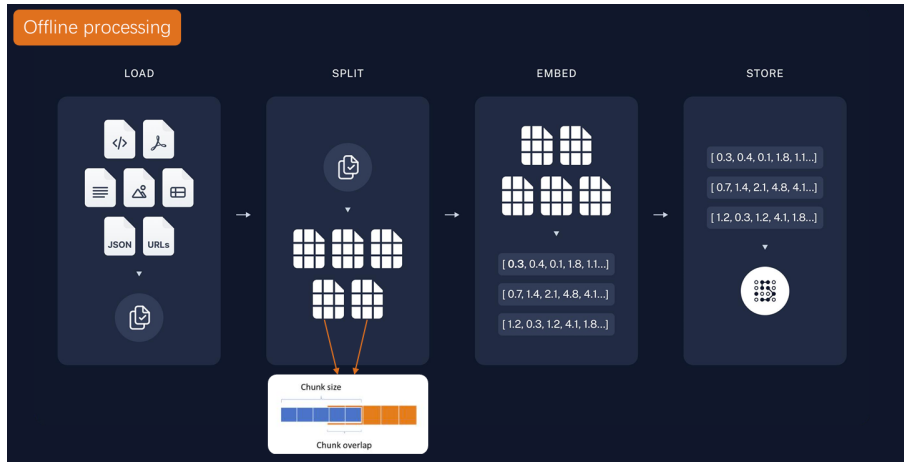 Offline processing
LOAD
SPLIT
EMBED
STORE
</>
JSON
URLs
[ 0.3, 0.4, 0.1, 1.8, 1.1...]
[ 0.7, 1.4, 2.1, 4.8, 4.1...]
[ 1.2, 0.3, 1.2, 4.1, 1.8...]
[ 0.3, 0.4, 0.1, 1.8, 1.1...]
[ 0.7, 1.4, 2.1, 4.8, 4.1...]
[ 1.2, 0.3, 1.2, 4.1, 1.8...]
Chunk size
Chunk overlap